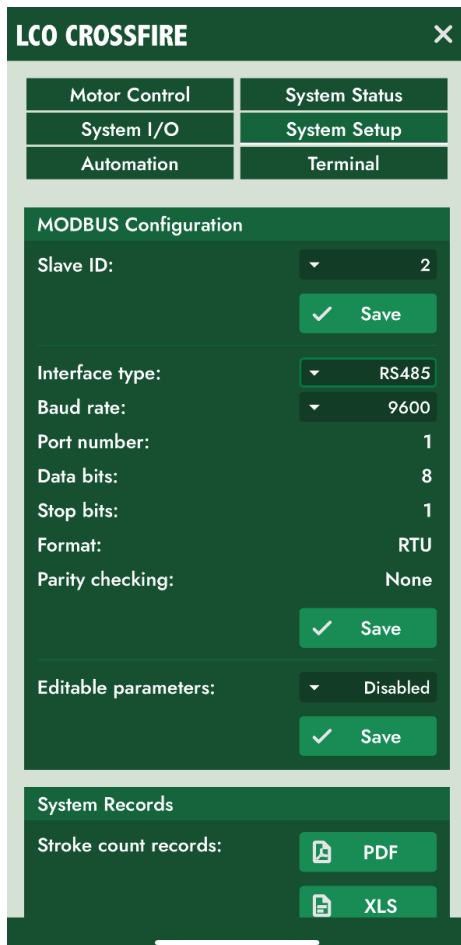 LCO CROSSFIRE
Motor Control System Status
System I/O System Setup
Automation Terminal
MODBUS Configuration
Slave ID: 2
Save
Interface type: RS485
Baud rate: 9600
Port number: 1
Data bits: 8
Stop bits: 1
Format: RTU
Parity checking: None
Save
Editable parameters: Disabled
Save
System Records
Stroke count records: PDF
XLS